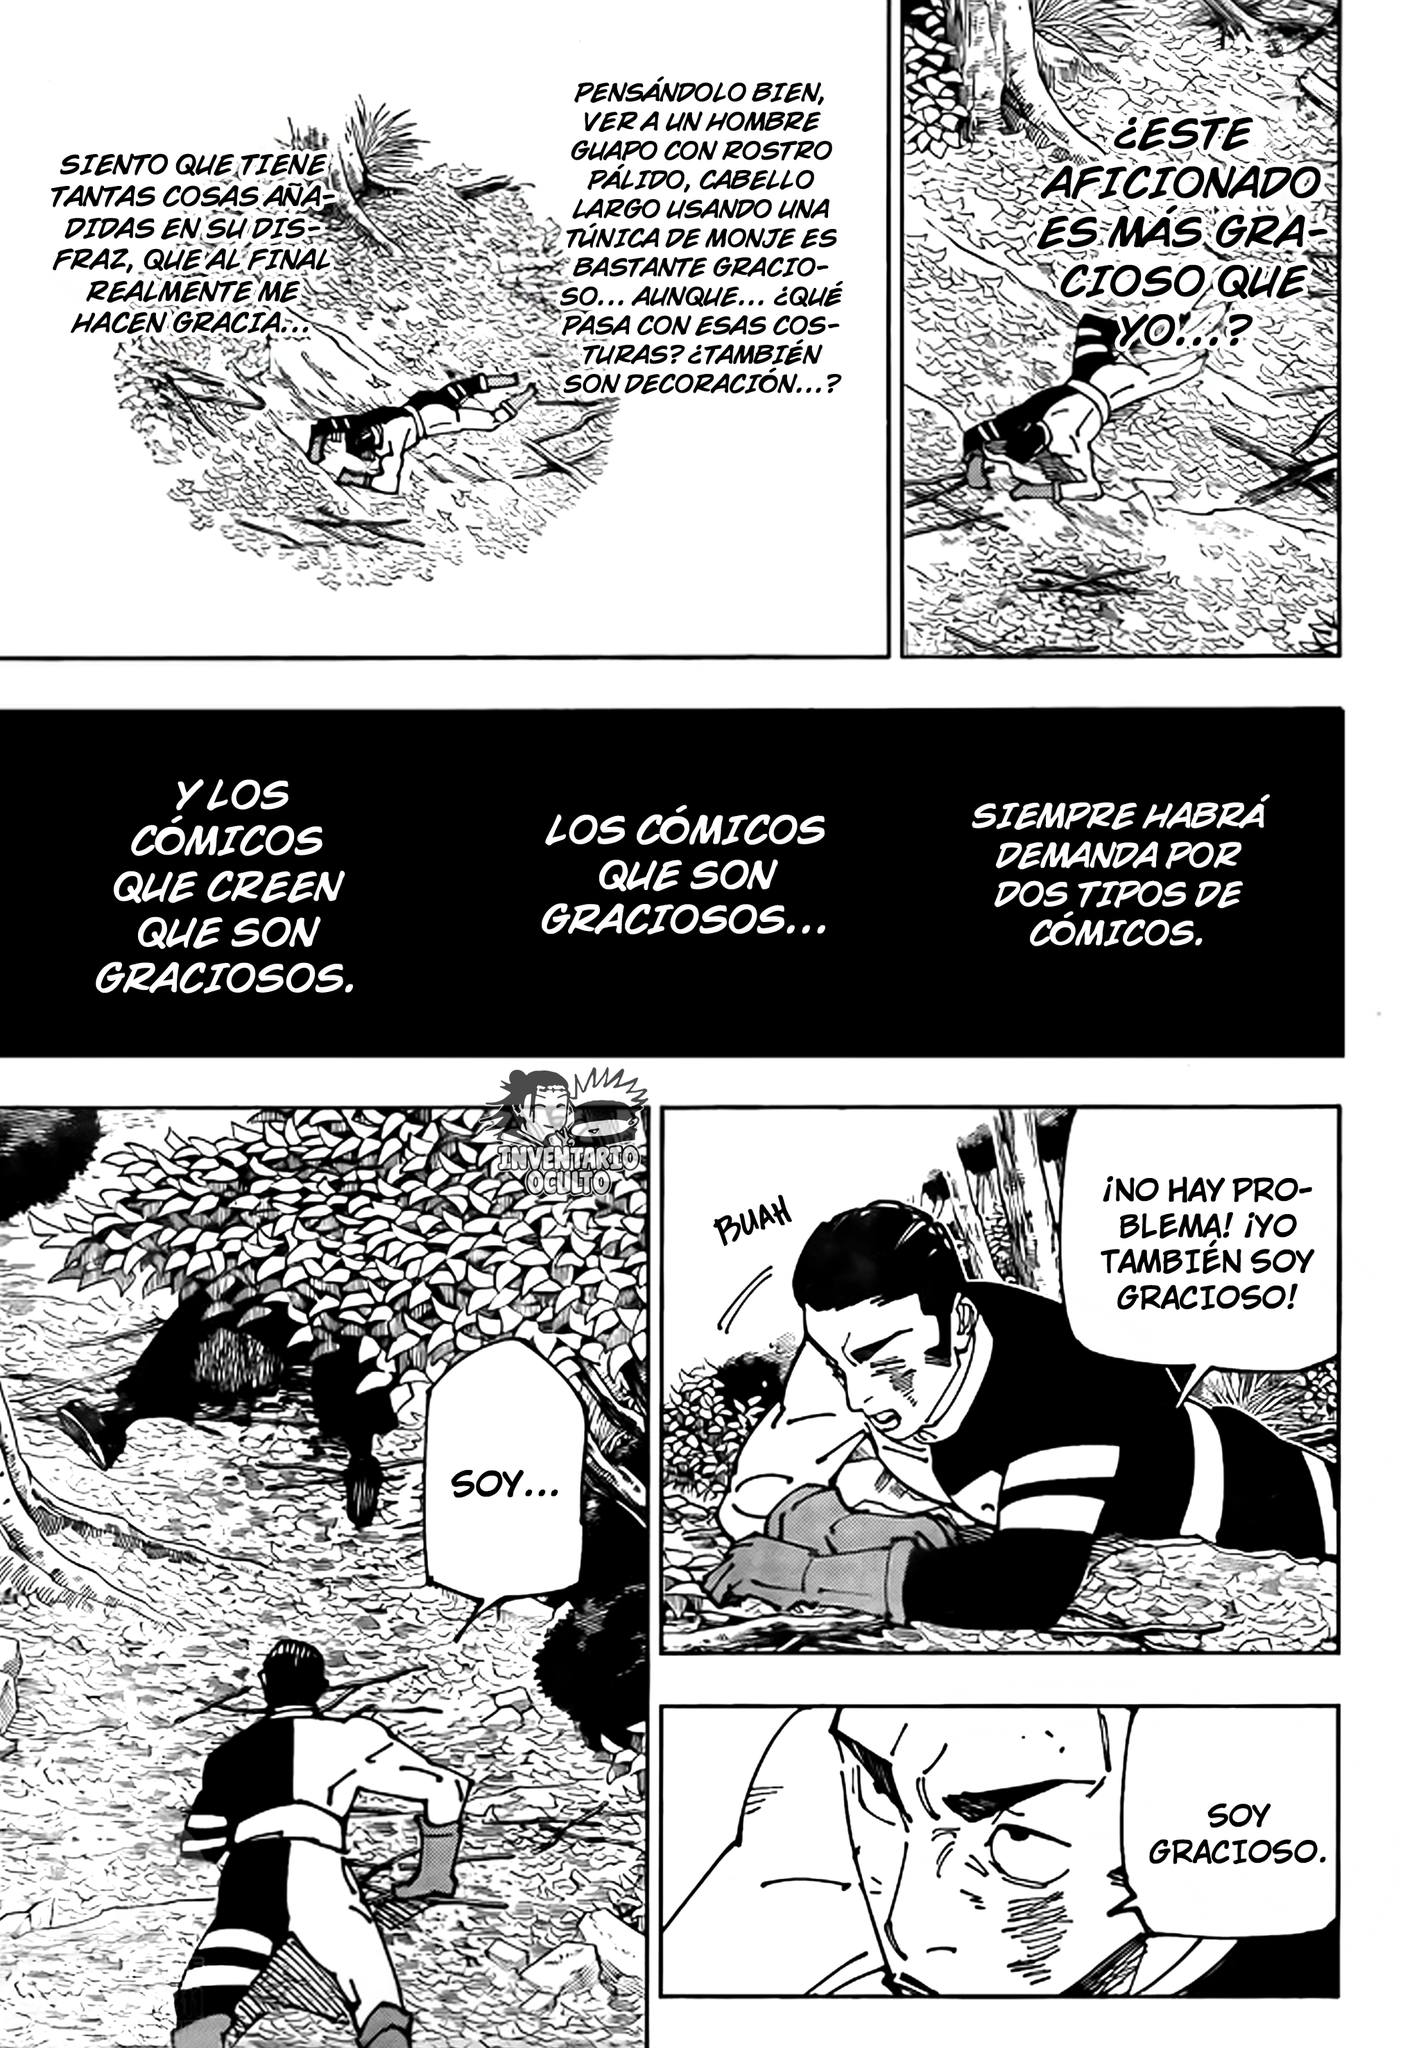 ¿ESTE
AFICIONADO
ES MÁS GRA-
CIOSO QUE
YO...?
PENSÁNDOLO BIEN,
VER A UN HOMBRE
GUAPO CON ROSTRO
PÁLIDO, CABELLO
LARGO USANDO UNA
TÚNICA DE MONJE ES
BASTANTE GRACIO-
SO... AUNQUE... ¿QUÉ
PASA CON ESAS COS-
TURAS? ¿TAMBIÉN
SON DECORACIÓN...?
SIENTO QUE TIENE
TANTAS COSAS AÑA-
DIDAS EN SU DIS-
FRAZ, QUE AL FINAL
REALMENTE ME
HACEN GRACIA...
SIEMPRE HABRÁ
DEMANDA POR
DOS TIPOS DE
CÓMICOS.
LOS CÓMICOS
QUE SON
GRACIOSOS...
Y LOS
CÓMICOS
QUE CREEN
QUE SON
GRACIOSOS.
¡NO HAY PRO-
BLEMA! ¡YO
TAMBIÉN SOY
GRACIOSO!
BUAH
SOY
GRACIOSO.
INVENTARIO
OCULTO
SOY...